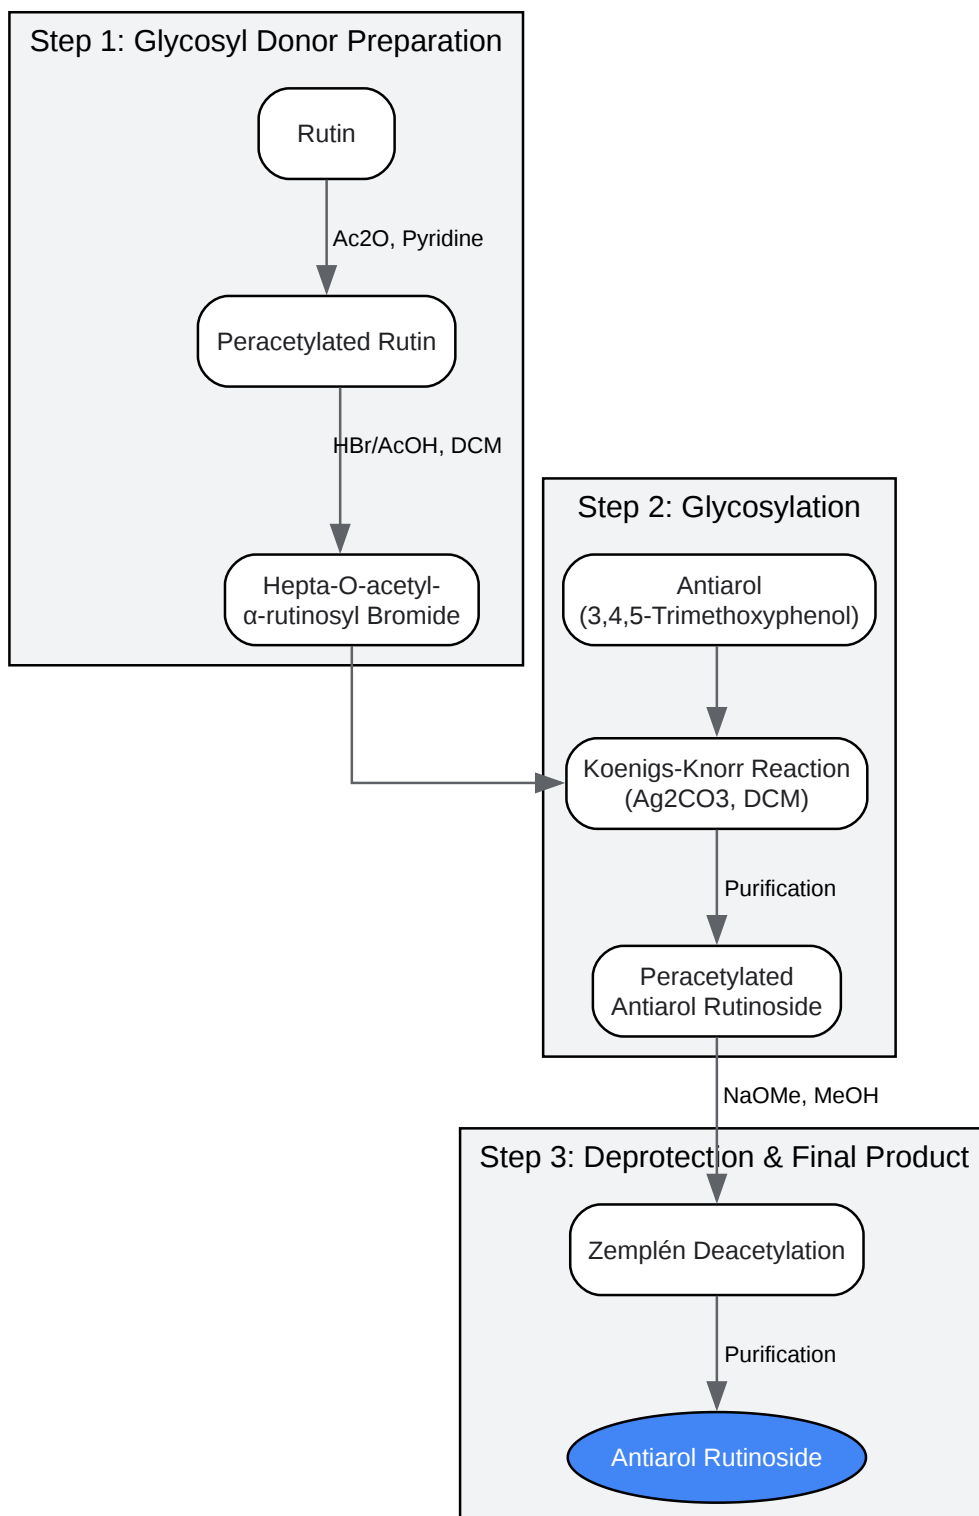 Step 1: Glycosyl Donor Preparation
Rutin
Ac2O, Pyridine
Peracetylated Rutin
HBr/AcOH, DCM
Hepta-O-acetyl-
α-rutinosyl Bromide
Step 2: Glycosylation
Antiarol
(3,4,5-Trimethoxyphenol)
Koenigs-Knorr Reaction
(Ag2CO3, DCM)
Purification
Peracetylated
Antiarol Rutinoside
NaOMe, MeOH
Step 3: Deprotection & Final Product
Zemplén Deacetylation
Purification
Antiarol Rutinoside